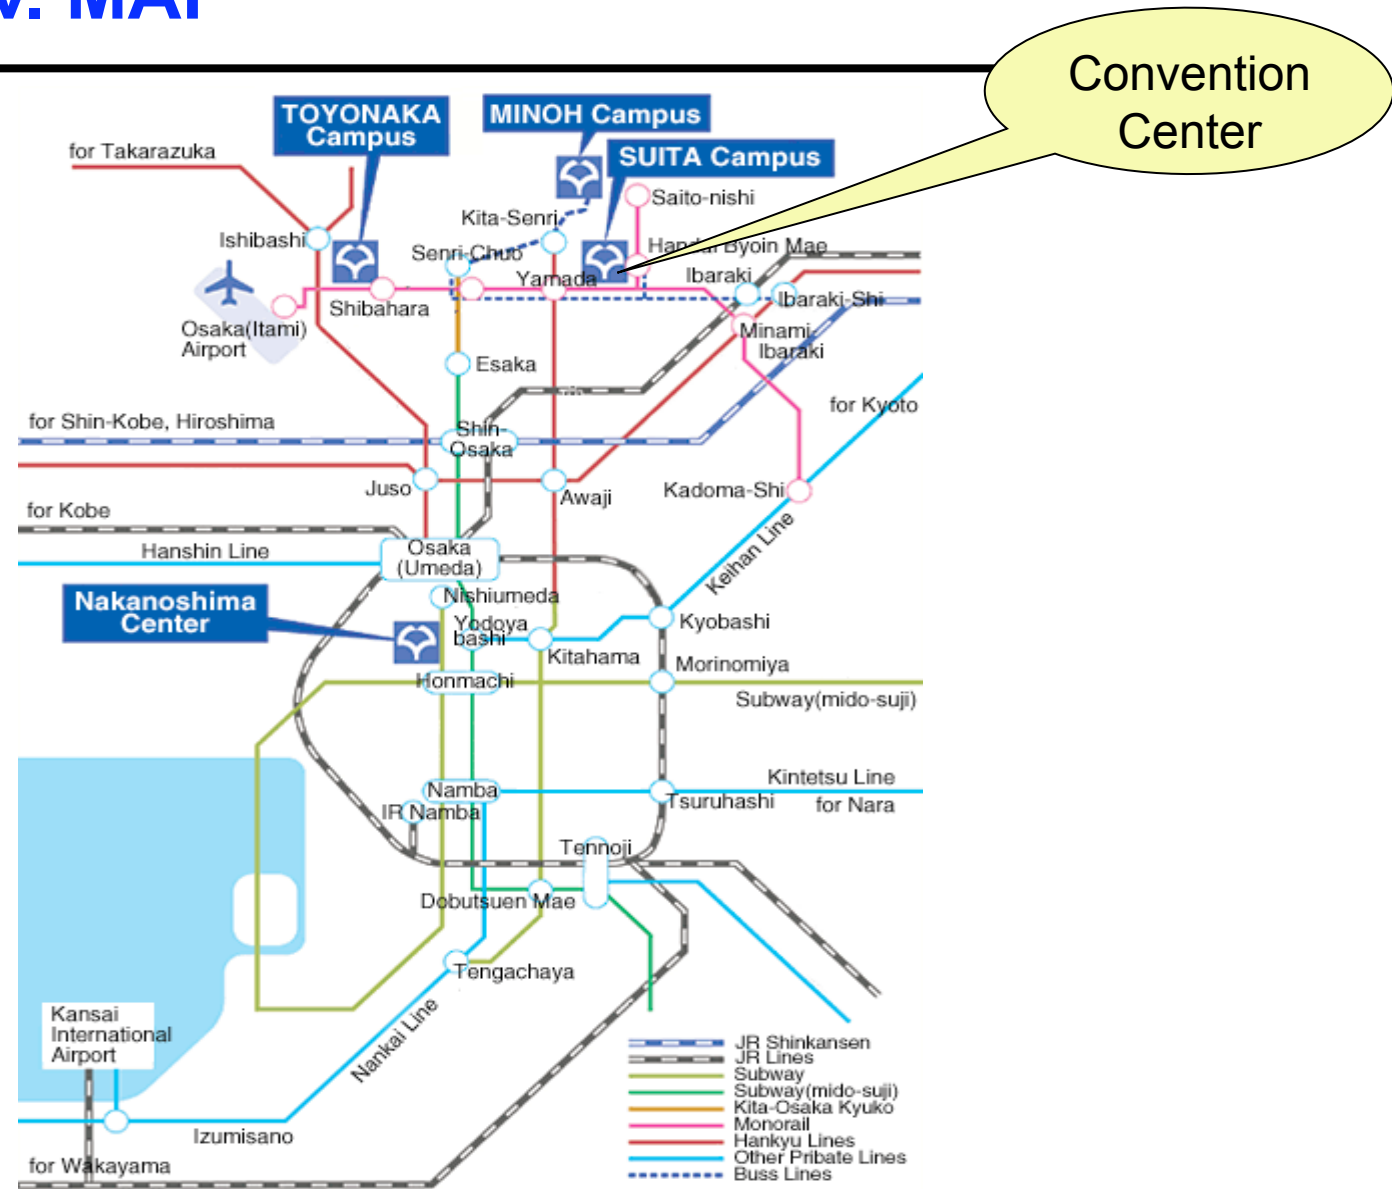 v. MAP
Convention
Center
TOYONAKA
Campus
MINOH Campus
SUITA Campus
for Takarazuka
Saito-nishi
Kita-Senri
Ishibashi
Senri-Chuo
Handai Byoin Mae
Yamada
Ibaraki
Ibaraki-Shi
Shibahara
Osaka(Itami)
Airport
Minami-
Ibaraki
Esaka
for Shin-Kobe, Hiroshima
for Kyoto
Shin-
Osaka
Juso
Awaji
Kadoma-Shi
for Kobe
Hanshin Line
Osaka
(Umeda)
Keihan Line
Nakanoshima
Center
Nishiumeda
Yodoya
bashi
Kyobashi
Kitahama
Morinomiya
Honmachi
Subway(mido-suji)
Namba
Kintetsu Line
JR Namba
Tsuruhashi
for Nara
Tennoji
Dobutsuen Mae
Tengachaya
Kansai
International
Airport
Nankai Line
Izumisano
for Wakayama
JR Shinkansen
JR Lines
Subway
Subway(mido-suji)
Kita-Osaka Kyuko
Monorail
Hankyu Lines
Other Pribate Lines
Buss Lines